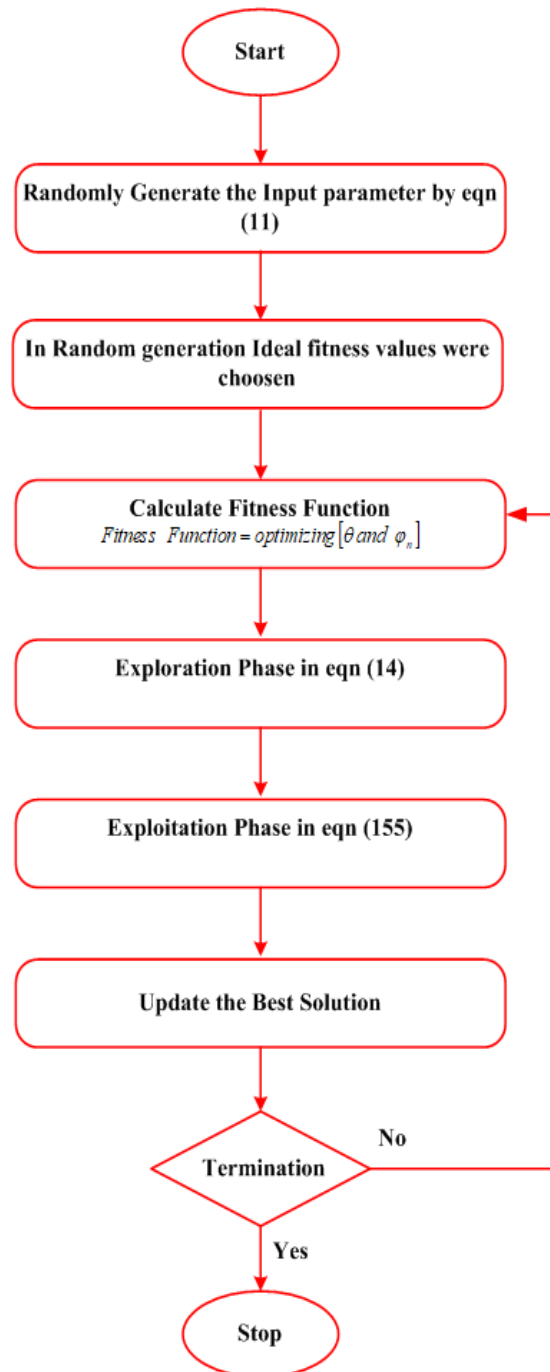 Start
Randomly Generate the Input parameter by eqn
(11)
In Random generation Ideal fitness values were
choosen
Calculate Fitness Function
Fitness Function = optimizing [θ and φₙ]
Exploration Phase in eqn (14)
Exploitation Phase in eqn (155)
Update the Best Solution
Termination
No
Yes
Stop